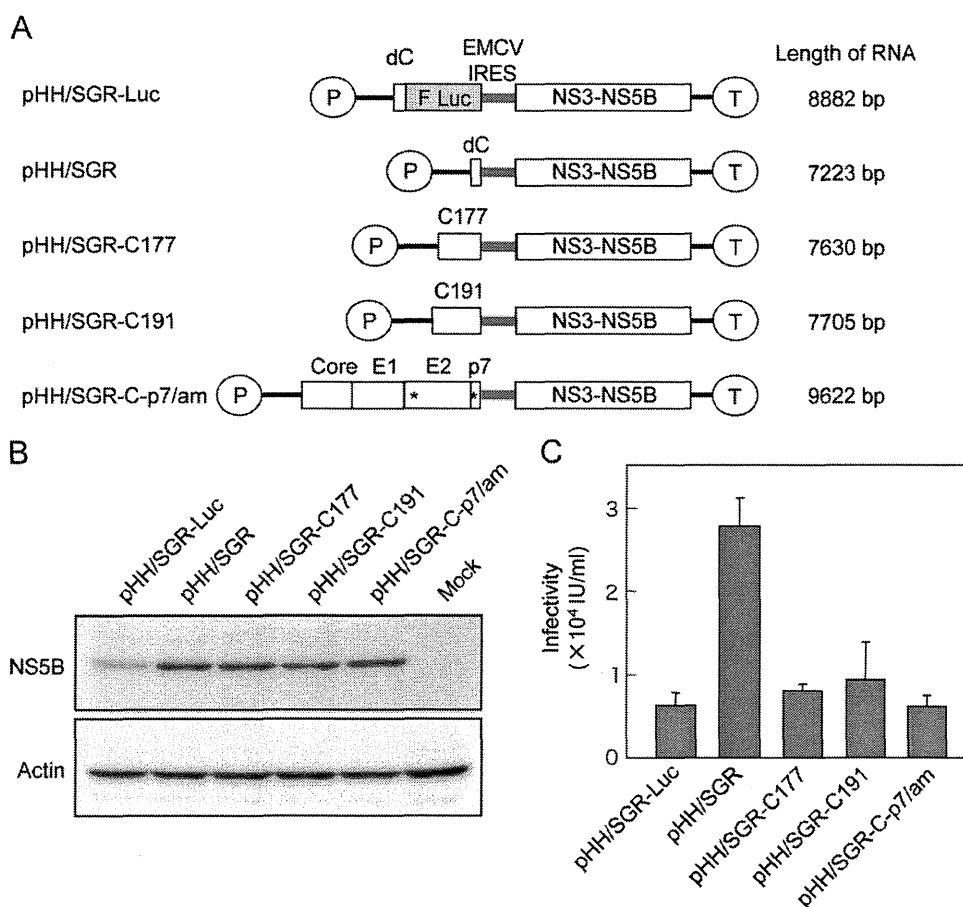 A
dC
EMCV
IRES
Length of RNA
pHH/SGR-Luc
P
F Luc
NS3-NS5B
T
8882 bp
dC
pHH/SGR
P
NS3-NS5B
T
7223 bp
C177
pHH/SGR-C177
P
NS3-NS5B
T
7630 bp
C191
pHH/SGR-C191
P
NS3-NS5B
T
7705 bp
Core E1 E2 p7
pHH/SGR-C-p7/am
P
* *
NS3-NS5B
T
9622 bp
B
pHH/SGR-Luc
pHH/SGR
pHH/SGR-C177
pHH/SGR-C191
pHH/SGR-C-p7/am
Mock
NS5B
Actin
C
Infectivity
(×10⁴ IU/ml)
3
2
1
0
pHH/SGR-Luc
pHH/SGR
pHH/SGR-C177
pHH/SGR-C191
pHH/SGR-C-p7/am